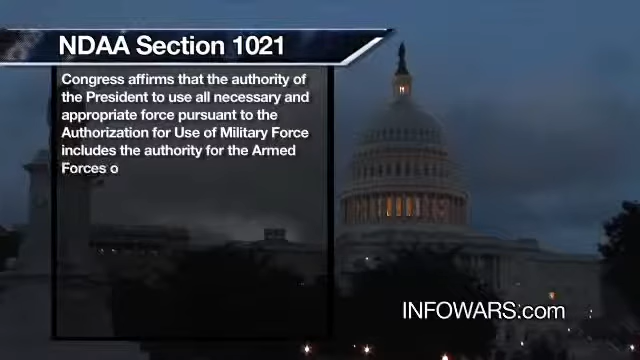 NDAA Section 1021
Congress affirms that the authority of
the President to use all necessary and
appropriate force pursuant to the
Authorization for Use of Military Force
includes the authority for the Armed
Forces o
INFOWARS.com